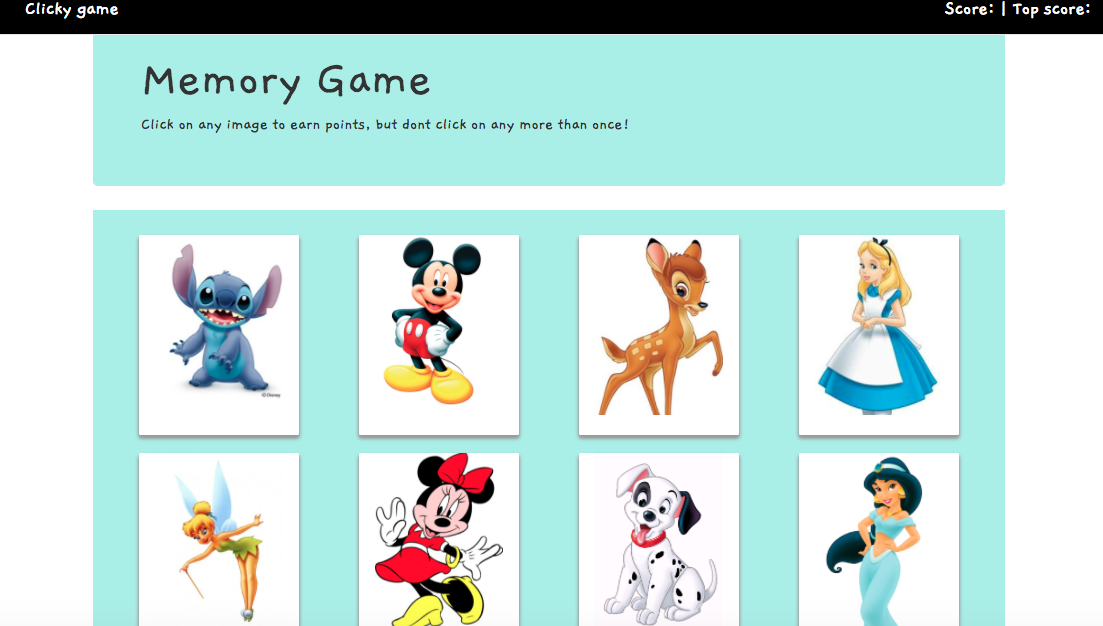 Clicky game
Score: | Top score:
Memory Game
Click on any image to earn points, but dont click on any more than once!
©Disney